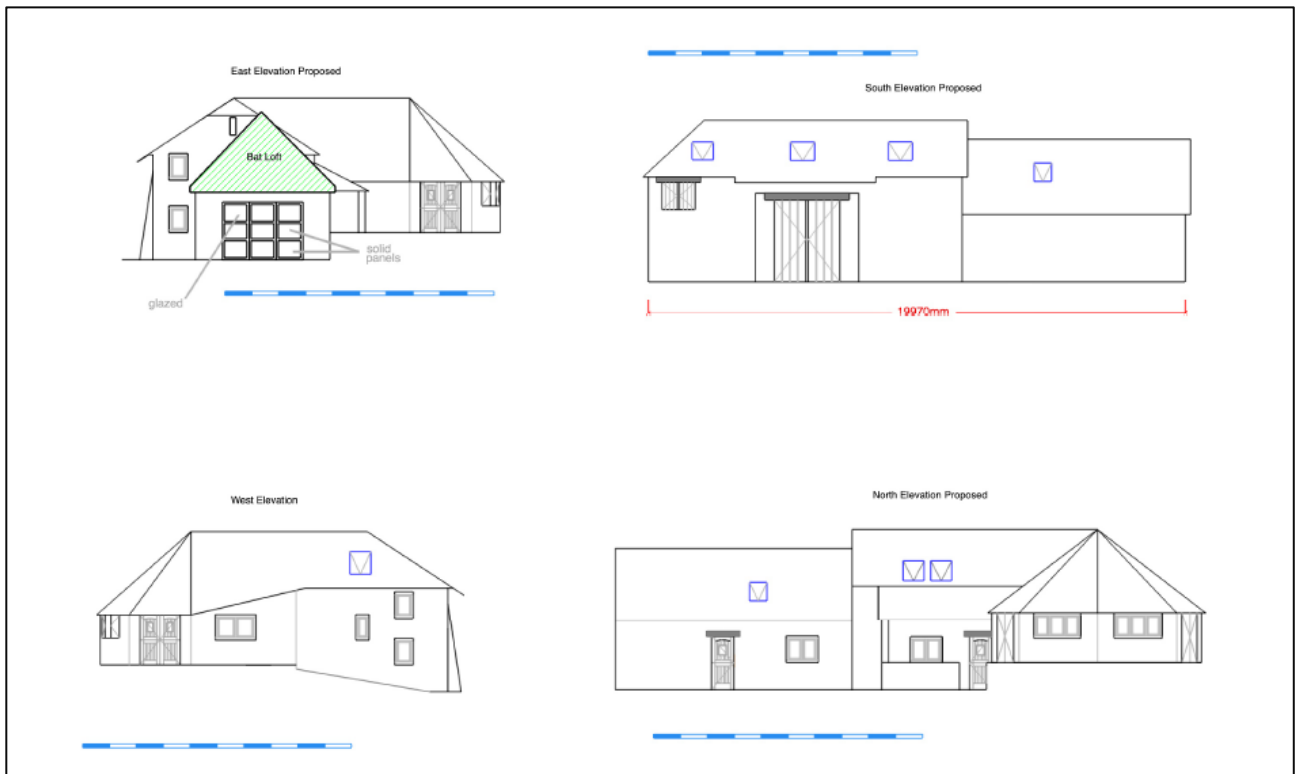 East Elevation Proposed
South Elevation Proposed
Bat Loft
solid
panels
glazed
19970mm
West Elevation
North Elevation Proposed